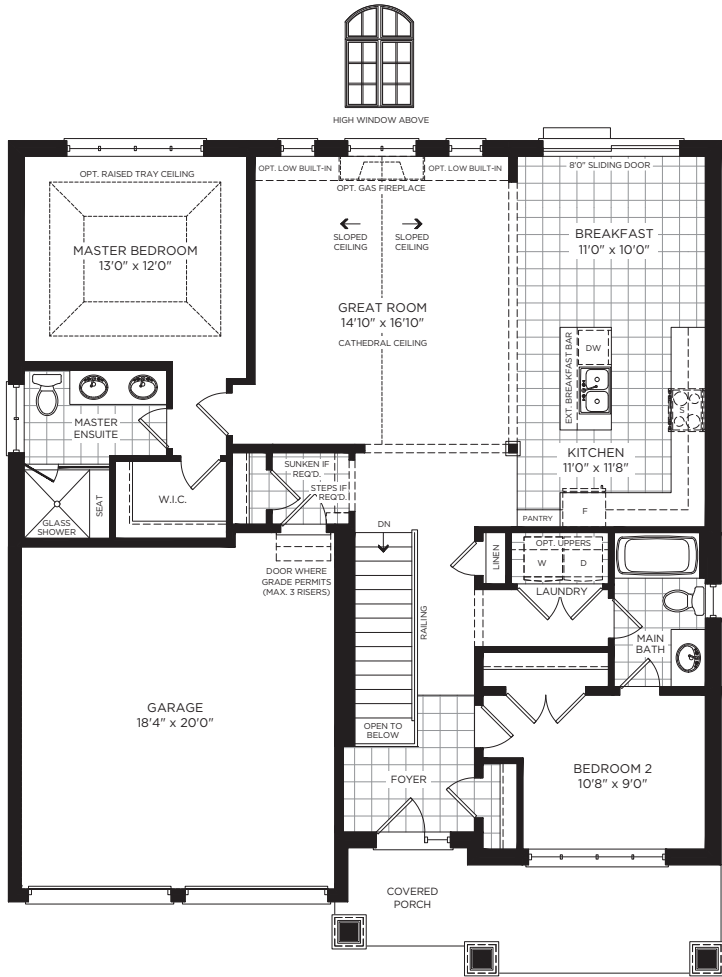 HIGH WINDOW ABOVE
OPT. RAISED TRAY CEILING
MASTER BEDROOM
13'0" x 12'0"
OPT. LOW BUILT-IN
OPT. LOW BUILT-IN
OPT. GAS FIREPLACE
SLOPED
CEILING
SLOPED
CEILING
GREAT ROOM
14'10" x 16'10"
CATHEDRAL CEILING
8'0" SLIDING DOOR
BREAKFAST
11'0" x 10'0"
EXT. BREAKFAST BAR
DW
S
KITCHEN
11'0" x 11'8"
PANTRY
F
MASTER
ENSUITE
W.I.C.
SEAT
GLASS
SHOWER
SUNKEN IF
REQ'D.
STEPS IF
REQ'D.
DOOR WHERE
GRADE PERMITS
(MAX. 3 RISERS)
DN
RAILING
OPEN TO
BELOW
LINEN
OPT. UPPERS
W
D
LAUNDRY
MAIN
BATH
GARAGE
18'4" x 20'0"
FOYER
BEDROOM 2
10'8" x 9'0"
COVERED
PORCH